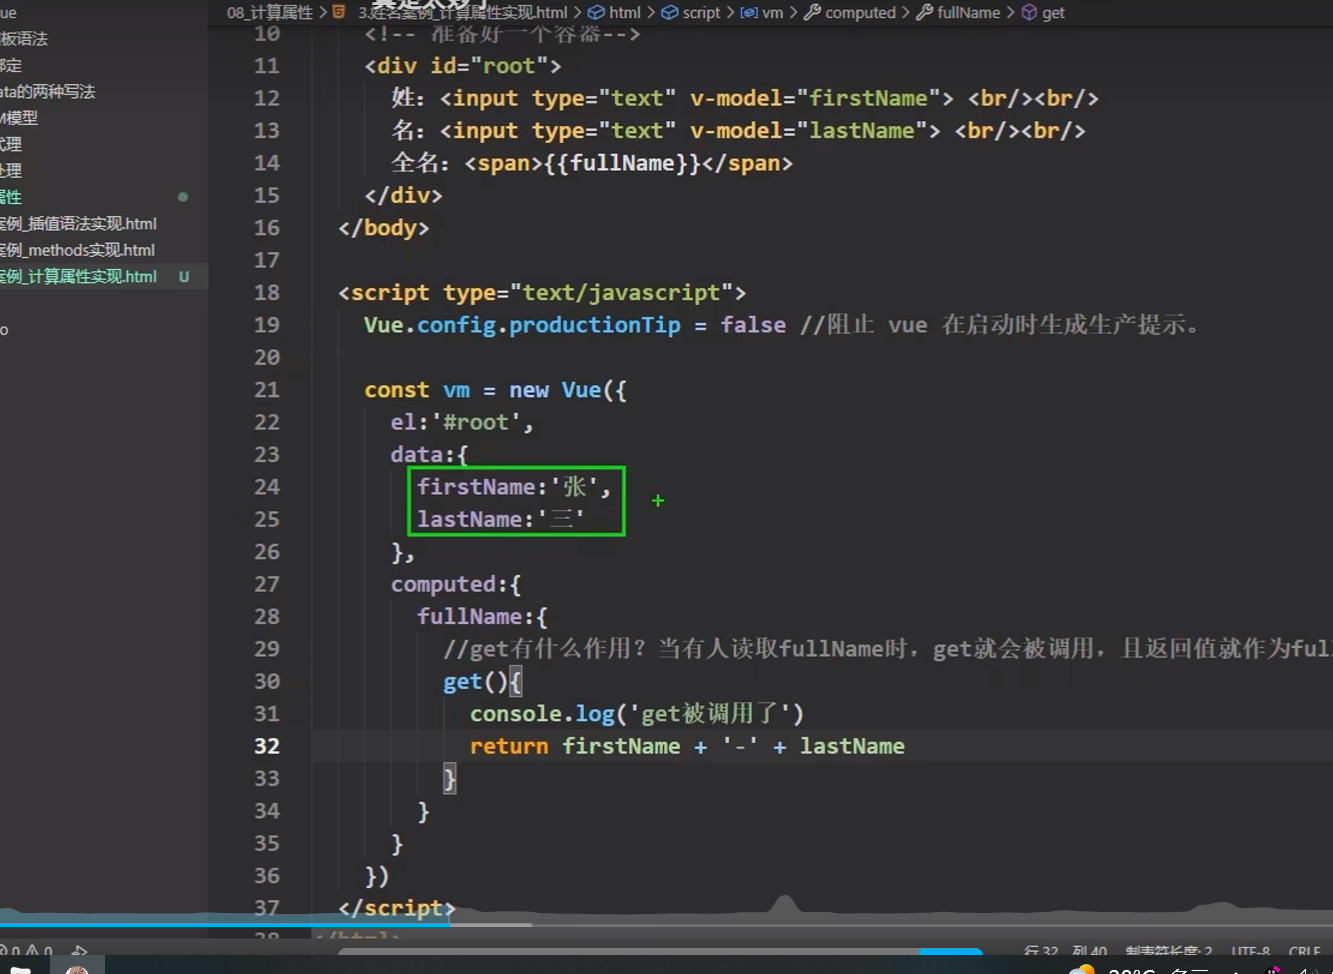 08_计算属性 > 3.姓名案例_计算属性实现.html > html > script > vm > computed > fullName > get
ue
板语法
绑定
ata的两种写法
M模型
代理
处理
属性
案例_插值语法实现.html
案例_methods实现.html
案例_计算属性实现.html U
o
10 <!-- 准备好一个容器-->
11 <div id="root">
12 姓：<input type="text" v-model="firstName"> <br/><br/>
13 名：<input type="text" v-model="lastName"> <br/><br/>
14 全名：<span>{{fullName}}</span>
15 </div>
16 </body>
17
18 <script type="text/javascript">
19 Vue.config.productionTip = false //阻止 vue 在启动时生成生产提示。
20
21 const vm = new Vue({
22 el:'#root',
23 data:{
24 firstName:'张',
25 lastName:'三'
26 },
27 computed:{
28 fullName:{
29 //get有什么作用？当有人读取fullName时，get就会被调用，且返回值就作为ful
30 get(){
31 console.log('get被调用了')
32 return firstName + '-' + lastName
33 }
34 }
35 }
36 })
37 </script>
38 </html>
0 0 行 32 列 40 制表符长度: 2 UTF-8 CRLF